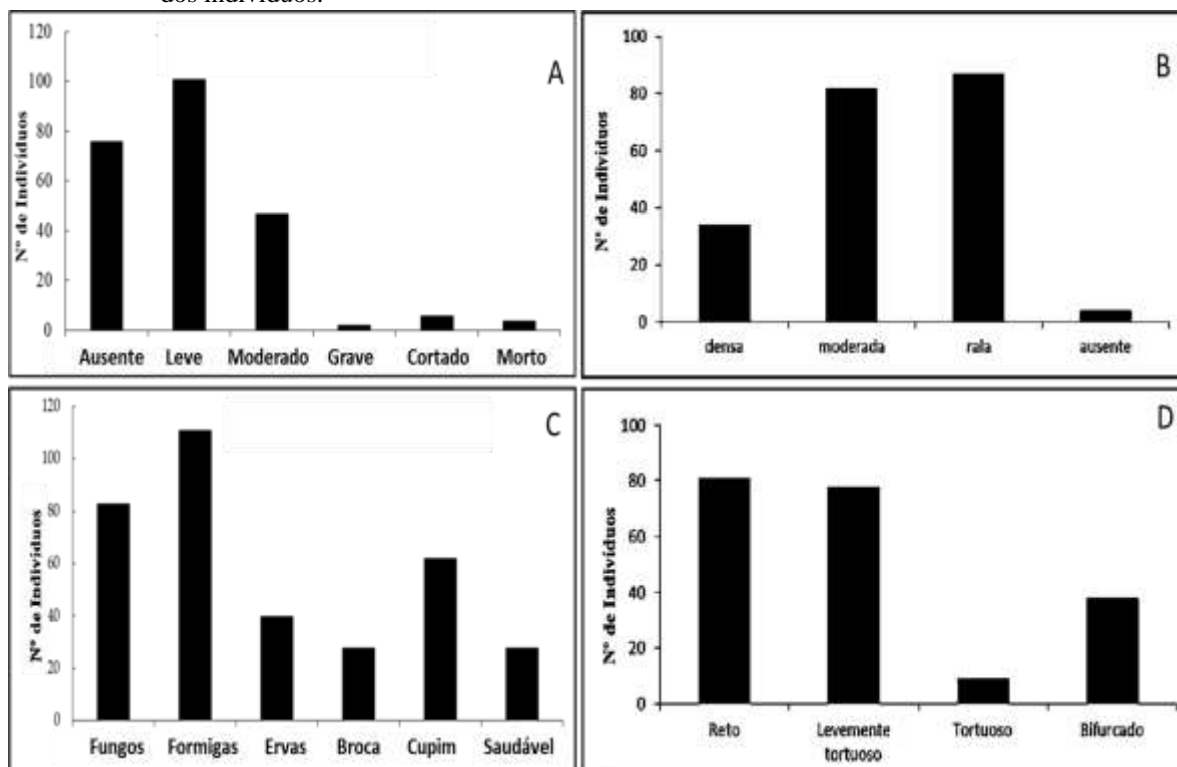 dos indivíduos.
120
100
80
60
40
20
0
N° de Indivíduos
A
Ausente Leve Moderado Grave Cortado Morto
100
80
60
40
20
0
N° de Indivíduos
B
densa moderada rala ausente
120
100
80
60
40
20
0
N° de Indivíduos
C
Fungos Formigas Ervas Broca Cupim Saudável
100
80
60
40
20
0
N° de Indivíduos
D
Reto Levemente tortuoso Tortuoso Bifurcado